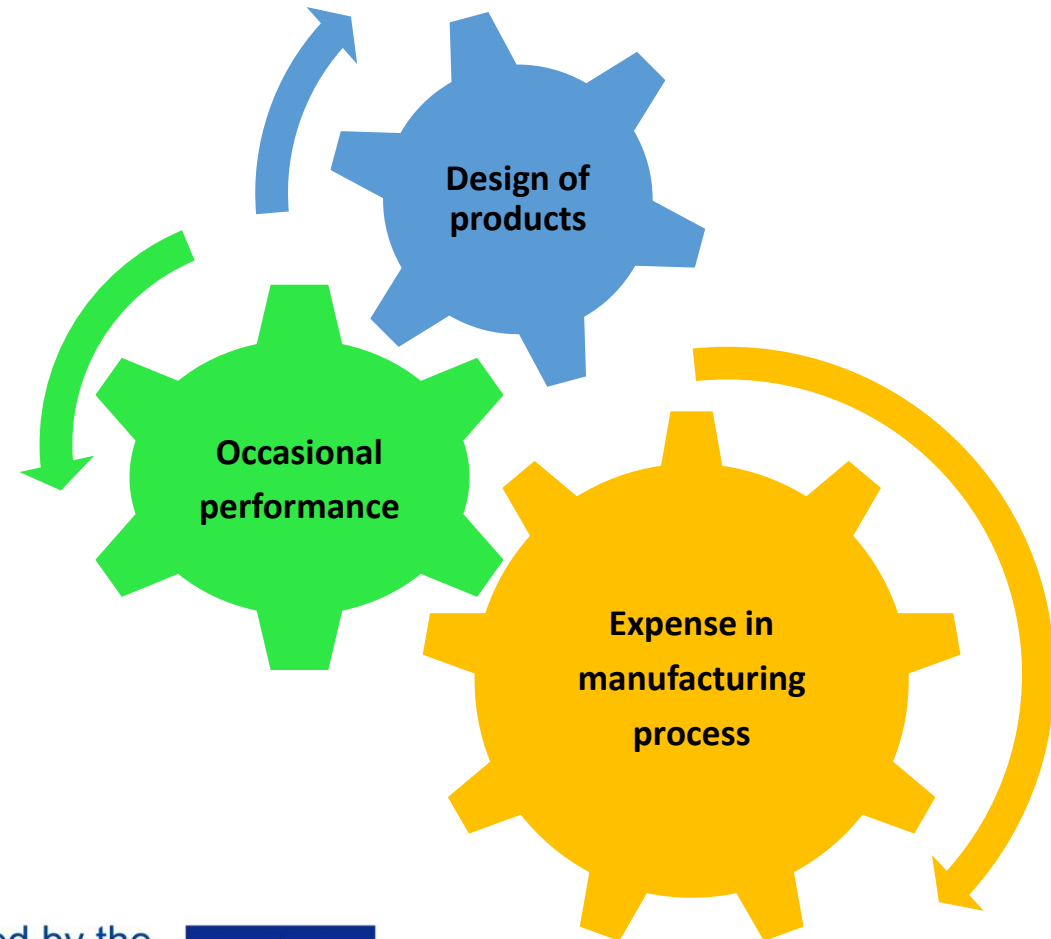 Design of
products
Occasional
performance
Expense in
manufacturing
process
by the